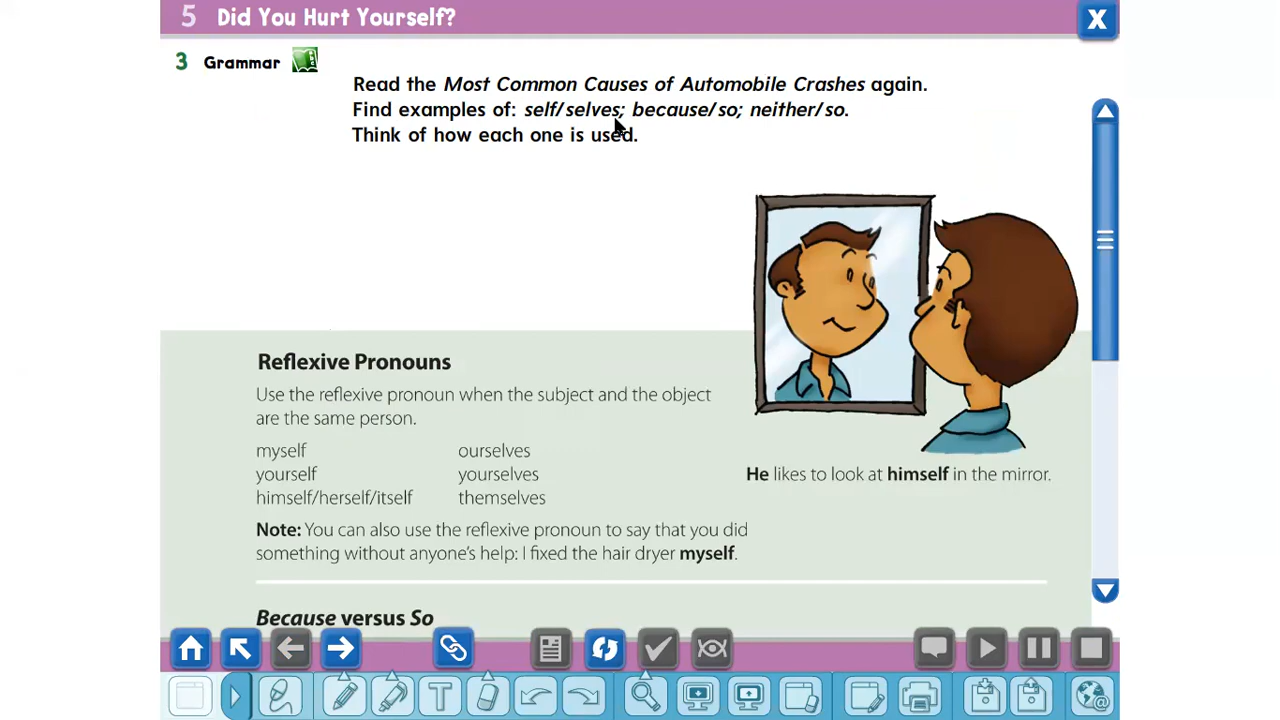 5 Did You Hurt Yourself?
X
3 Grammar
Read the Most Common Causes of Automobile Crashes again.
Find examples of: self/selves; because/so; neither/so.
Think of how each one is used.
Reflexive Pronouns
Use the reflexive pronoun when the subject and the object
are the same person.
myself ourselves
yourself yourselves
himself/herself/itself themselves
He likes to look at himself in the mirror.
Note: You can also use the reflexive pronoun to say that you did
something without anyone's help: I fixed the hair dryer myself.
Because versus So
T